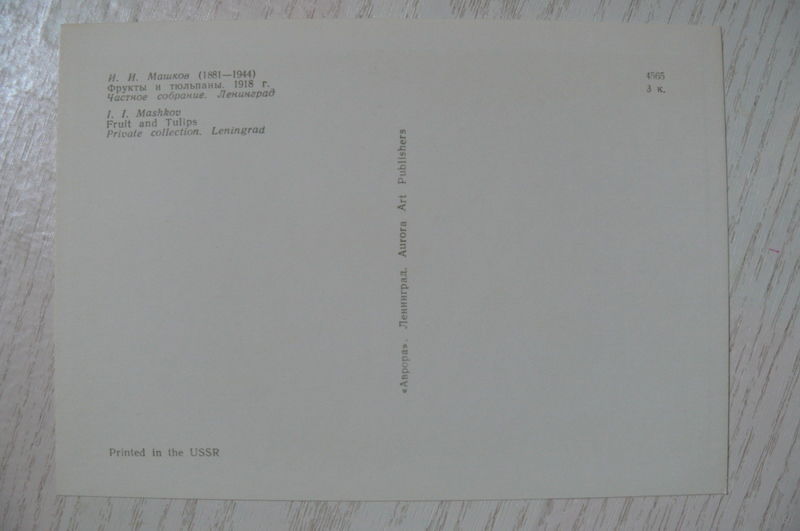 И. И. Машков (1881—1944)
Фрукты и тюльпаны. 1918 г.
Частное собрание. Ленинград
I. I. Mashkov
Fruit and Tulips
Private collection. Leningrad
4565
3 к.
«Аврора». Ленинград. Aurora Art Publishers
Printed in the USSR